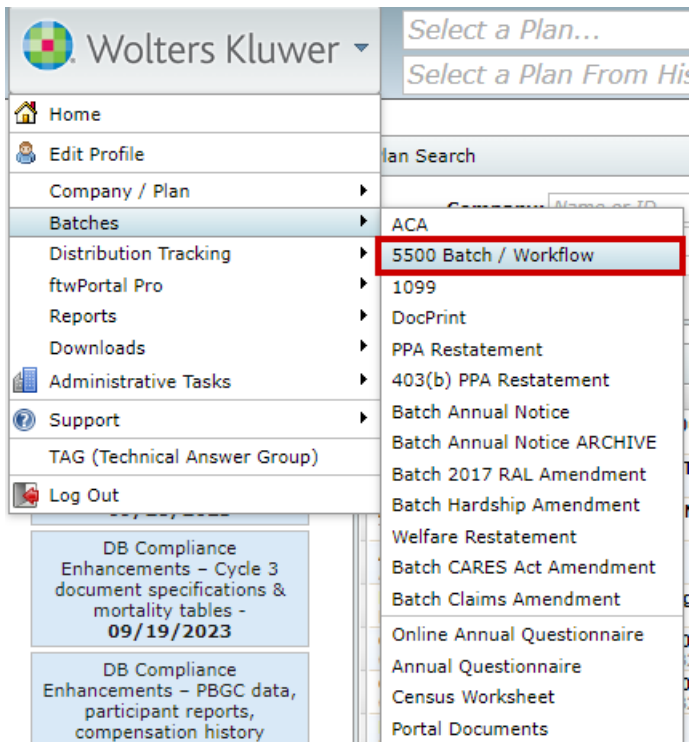 Wolters Kluwer
Select a Plan...
Select a Plan From His
Home
Edit Profile
Company / Plan
Batches
Distribution Tracking
ftwPortal Pro
Reports
Downloads
Administrative Tasks
Support
TAG (Technical Answer Group)
Log Out
lan Search
Name or ID
ACA
5500 Batch / Workflow
1099
DocPrint
PPA Restatement
403(b) PPA Restatement
Batch Annual Notice
Batch Annual Notice ARCHIVE
Batch 2017 RAL Amendment
Batch Hardship Amendment
Welfare Restatement
Batch CARES Act Amendment
Batch Claims Amendment
Online Annual Questionnaire
Annual Questionnaire
Census Worksheet
Portal Documents
DB Compliance
Enhancements – Cycle 3
document specifications &
mortality tables -
09/19/2023
DB Compliance
Enhancements – PBGC data,
participant reports,
compensation history